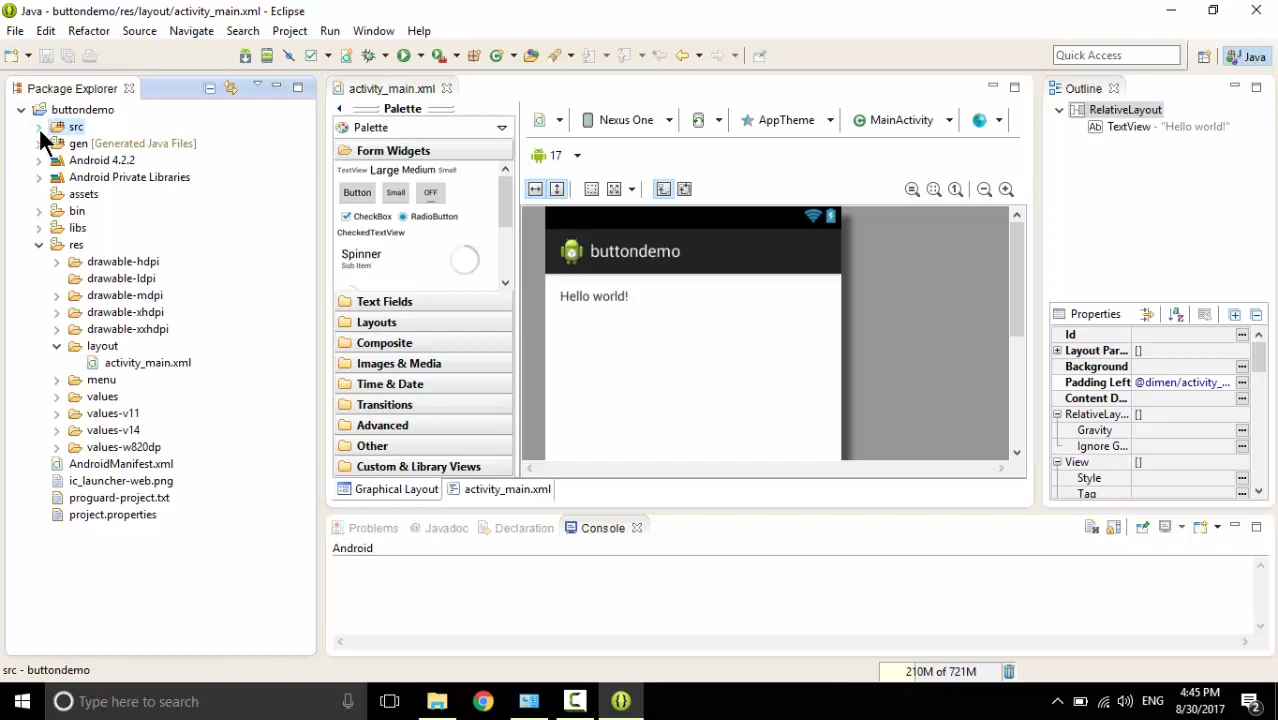 Java - buttondemo/res/layout/activity_main.xml - Eclipse
File Edit Refactor Source Navigate Search Project Run Window Help
Quick Access
Java
Package Explorer
buttondemo
src
gen [Generated Java Files]
Android 4.2.2
Android Private Libraries
assets
bin
libs
res
drawable-hdpi
drawable-ldpi
drawable-mdpi
drawable-xhdpi
drawable-xxhdpi
layout
activity_main.xml
menu
values
values-v11
values-v14
values-w820dp
AndroidManifest.xml
ic_launcher-web.png
proguard-project.txt
project.properties
activity_main.xml
Palette
Palette
Form Widgets
TextView Large Medium Small
Button Small OFF
CheckBox RadioButton
CheckedTextView
Spinner
Sub Item
Text Fields
Layouts
Composite
Images & Media
Time & Date
Transitions
Advanced
Other
Custom & Library Views
Nexus One AppTheme MainActivity
17
buttondemo
Hello world!
Graphical Layout activity_main.xml
Outline
RelativeLayout
Ab TextView - "Hello world!"
Properties
Id
Layout Par... []
Background
Padding Left @dimen/activity_...
Content D...
RelativeLay... []
Gravity
Ignore G...
View []
Style
Tag
Problems @ Javadoc Declaration Console
Android
src - buttondemo
210M of 721M
Type here to search
ENG
4:45 PM
8/30/2017
2